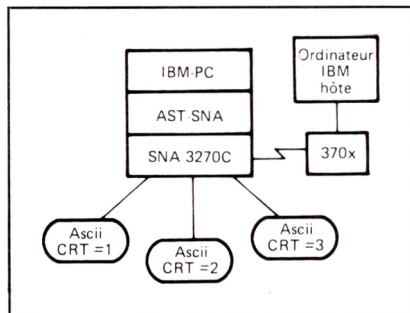 Ordinateur
IBM
hôte
IBM-PC
AST-SNA
SNA 3270C
370x
Ascii
CRT =1
Ascii
CRT =2
Ascii
CRT =3